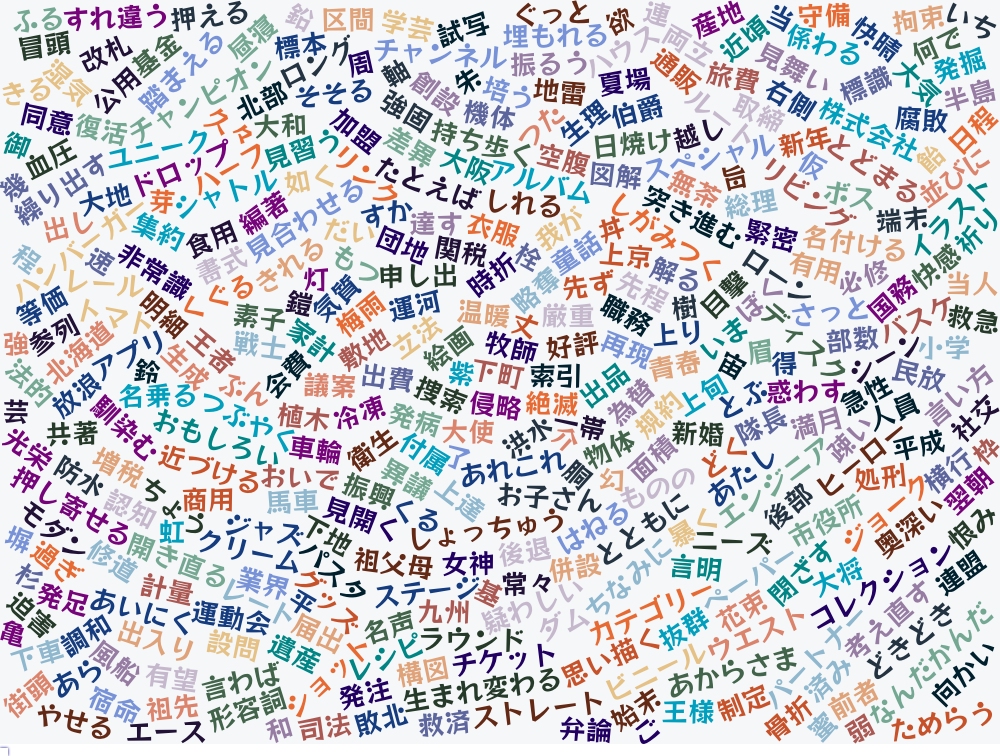 ふる
すれ違う
押える
鉛
区間
学芸
試写
ぐっと
欲
連
産地
当
守備
拘束
いち
冒頭
改札
基金
踏まえる
昼寝
標本
ロング
周
チャンネル
埋もれる
ハウス
両立
近頃
係わる
快晴
何で
きる
湿気
公用
チャンピオン
北部
そそる
軸
創設
朱
培う
振るう
地雷
夏場
通販
旅費
見舞い
右側
標識
大気
発掘
半島
同意
復活
ユニーク
大和
加盟
強固
機体
持ち歩く
つた
生理
伯爵
日焼け
越し
ルート
取締
株式会社
腐敗
日程
御
血圧
ドロップ
ハーフ
見習う
リンク
差異
大阪
空腹
図解
スペシャル
新年
仮
とどまる
飴
並びに
幾
繰り出す
大地
芽
シャトル
如く
たとえば
アルバム
しれる
無茶
旨
リビング
ボス
端末
イラスト
出し
ハンバーガー
集約
食用
編著
見合わせる
すか
達す
衣服
我が
丼
しがみつく
突き進む
総理
緊密
名付ける
祈り
程
速
非常識
書式
きれる
だい
団地
関税
時折
栓
童話
上京
解る
ローン
有用
必修
快感
当人
等価
レール
トマト
明細
くぐる
灯
もつ
申し出
略奪
先ず
先程
目撃
ぼ
さっと
国務
バスケ
救急
強
参列
北海道
王者
素子
鎧
気質
梅雨
運河
温暖
丈
厳重
職務
樹
上り
いま
眉
ティ
部数
小学
法的
放浪
アプリ
鈴
生成
戦士
家計
敷地
立法
絵画
牧師
好評
再現
青春
宙
得
シーン
民放
言い方
芸
馴染む
名乗る
ぶん
会費
議案
出費
紫
下町
索引
出品
為替
規約
上旬
とぶ
惑わす
急性
人員
社交
光栄
共著
おもしろい
つぶやく
植木
冷凍
捜索
侵略
絶滅
一帯
物体
新婚
隊長
満月
疎い
ヒーロー
平成
枠
押し寄せる
防水
増税
近づける
車輪
衛生
発病
大使
付属
了
洪水
胴
幻
面積
どく
あたし
エンジニア
処刑
横行
翌朝
モダン
認知
ちょう
商用
おいで
馬車
振興
異議
上達
あれこれ
お子さん
ものの
後部
ジョーク
奥深い
恨み
塀
過ぎ
修道
開き直る
虹
ジャズ
クリーム
下地
見開く
くる
しょっちゅう
はねる
とともに
暴く
ニーズ
市役所
杉
発足
計量
レート
業界
グッズ
パスタ
祖父母
女神
後退
併設
ちなみに
言明
ペーパー
閉ざす
大将
コレクション
連盟
迫害
亀
調和
あいにく
運動会
平
届出
ステージ
基
常々
疑わしい
ダム
カテゴリー
抜群
花束
トナー
考え直す
どきどき
下車
風船
出入り
設問
遺産
名声
九州
レシピ
ラウンド
思い描く
ビニール
ウエスト
パート
なんだかんだ
街頭
あら
宿命
有望
祖先
言わば
形容詞
ショット
発注
構図
チケット
生まれ変わる
あからさま
済み
前者
向かい
やせる
エース
和
司法
敗北
救済
ストレート
弁論
始末
ご
王様
制定
骨折
蜜
弱
ためらう